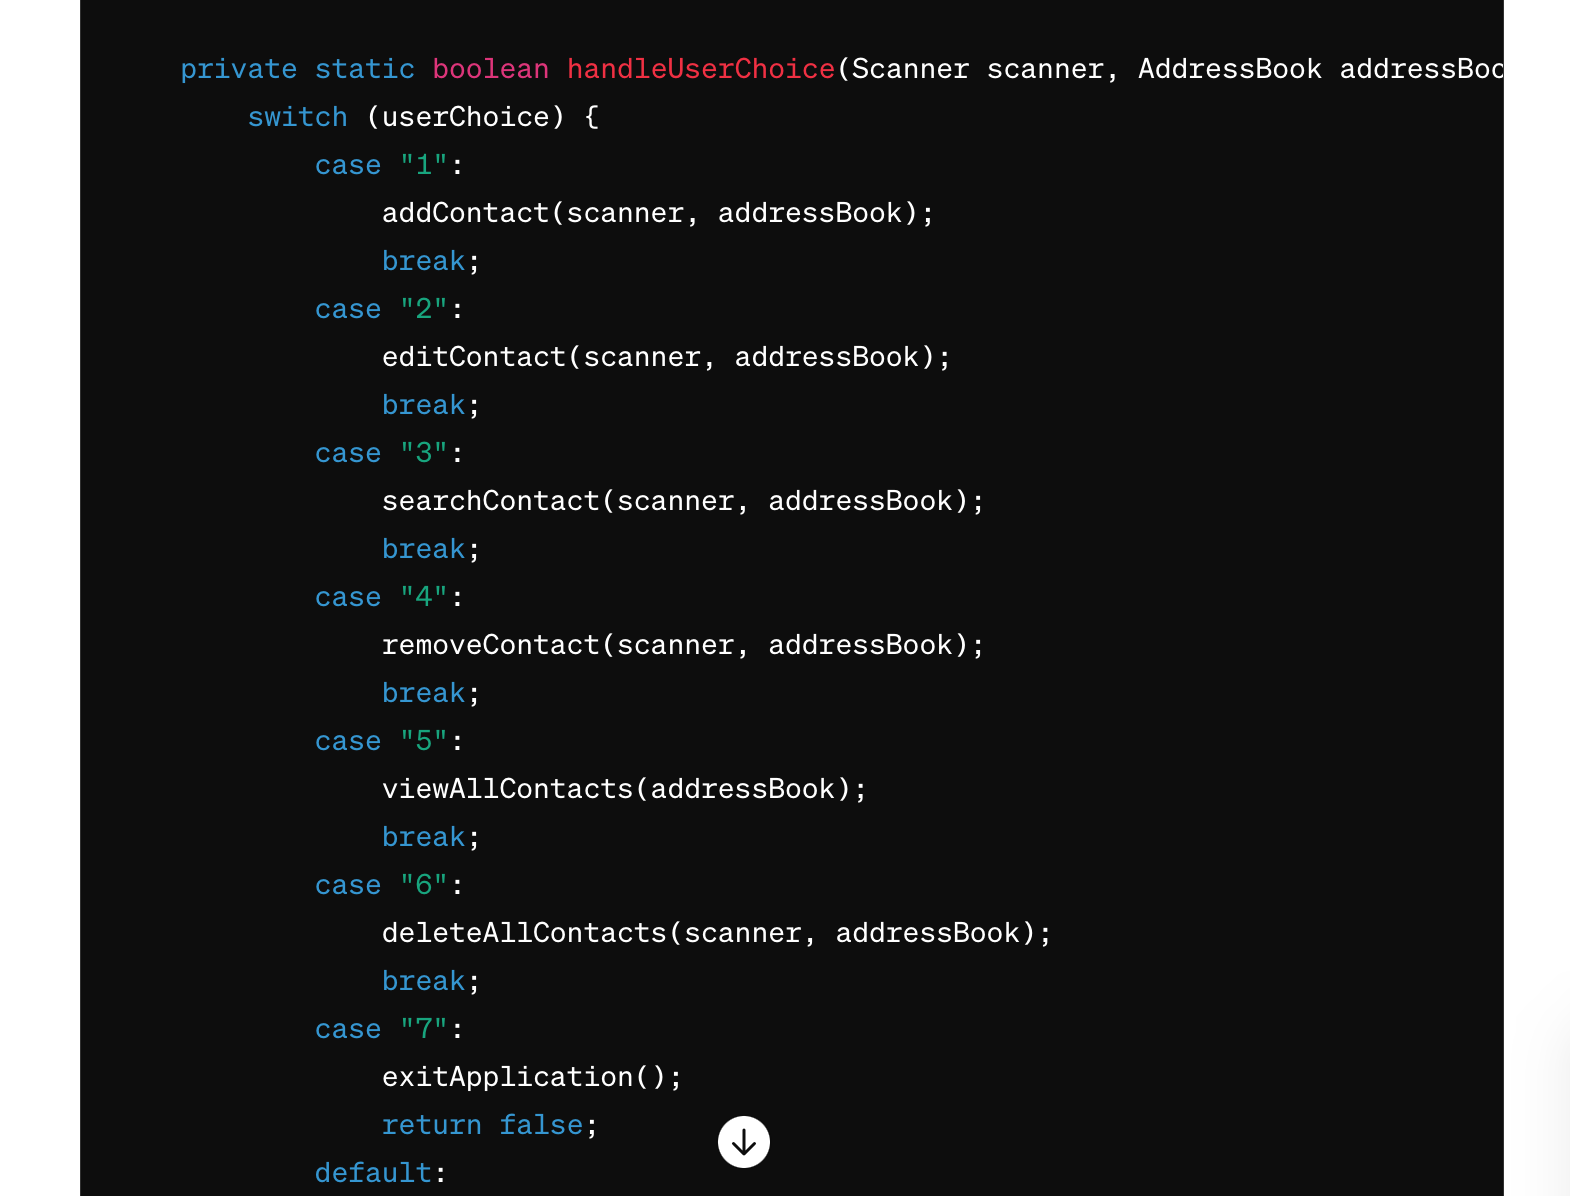 private static boolean handleUserChoice(Scanner scanner, AddressBook addressBoo
switch (userChoice) {
case "1":
addContact(scanner, addressBook);
break;
case "2":
editContact(scanner, addressBook);
break;
case "3":
searchContact(scanner, addressBook);
break;
case "4":
removeContact(scanner, addressBook);
break;
case "5":
viewAllContacts(addressBook);
break;
case "6":
deleteAllContacts(scanner, addressBook);
break;
case "7":
exitApplication();
return false;
default: